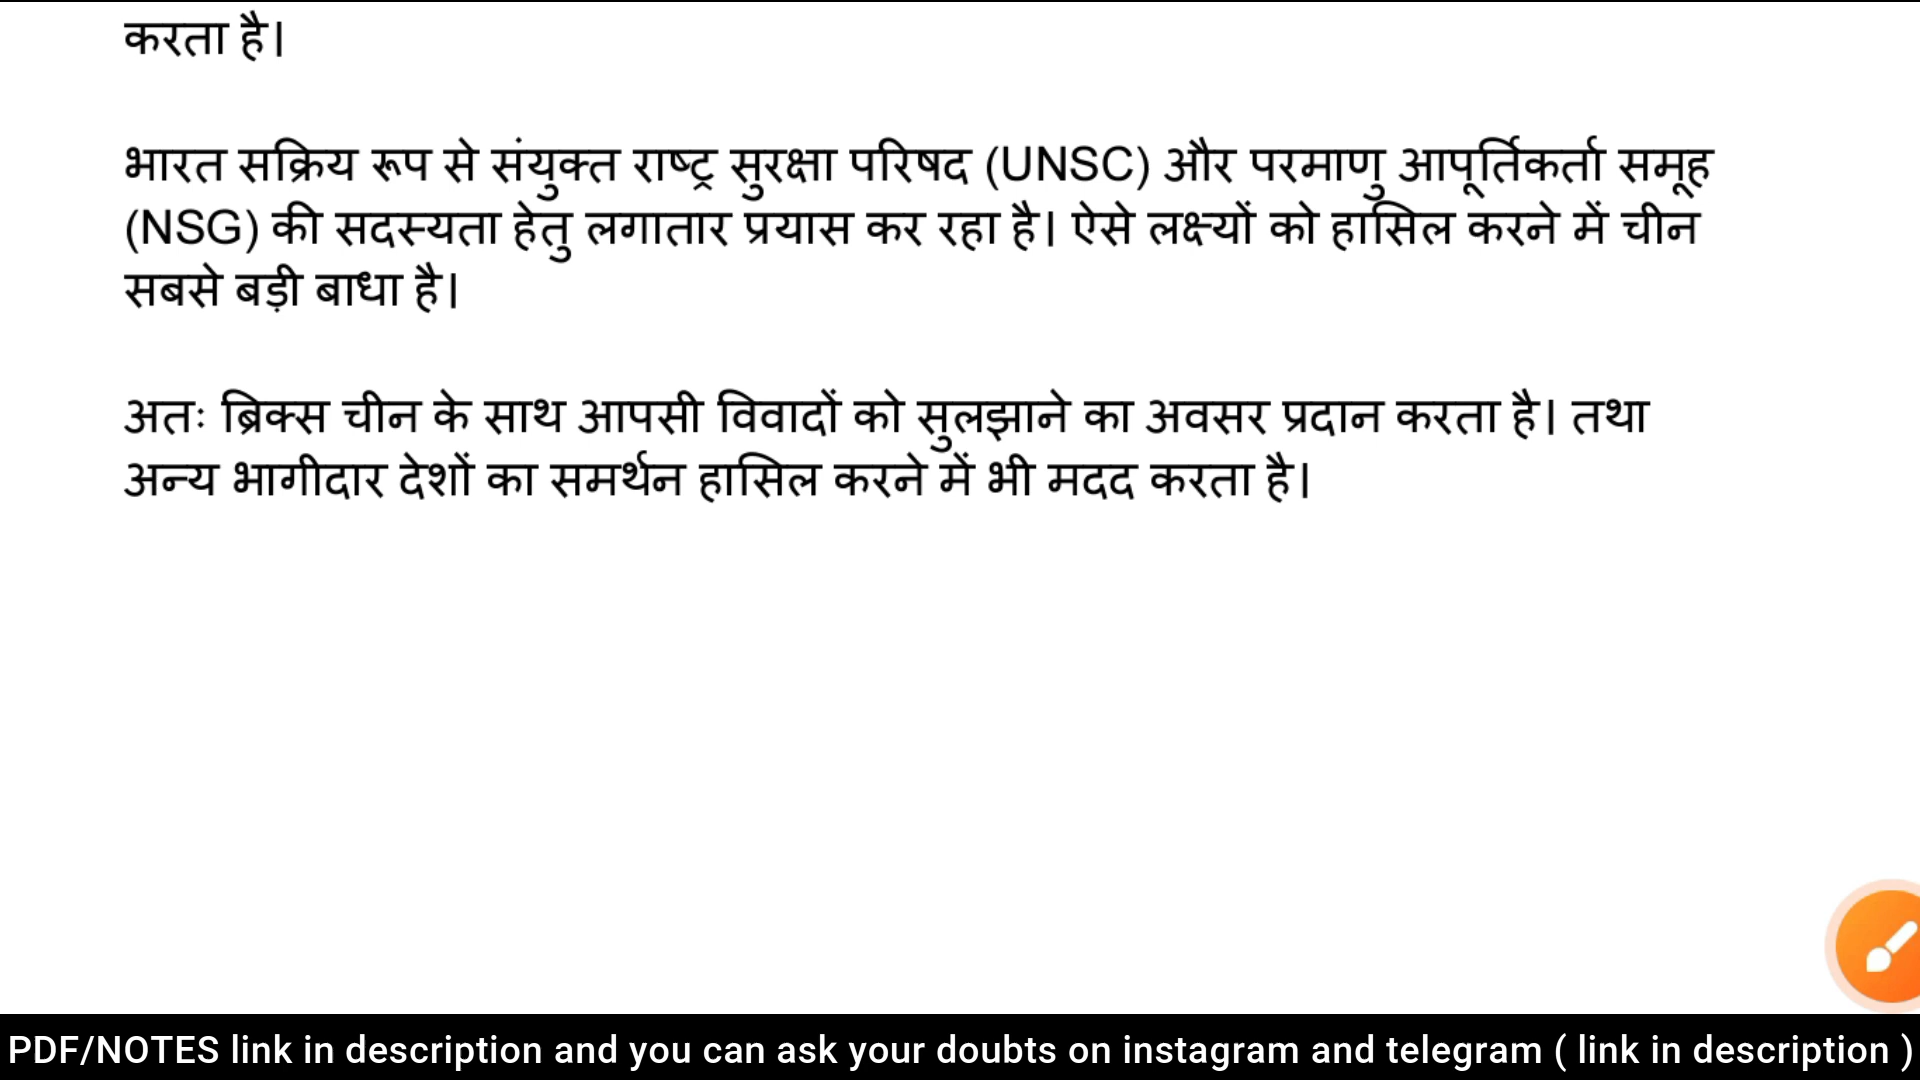 करता है।
भारत सक्रिय रूप से संयुक्त राष्ट्र सुरक्षा परिषद (UNSC) और परमाणु आपूर्तिकर्ता समूह
(NSG) की सदस्यता हेतु लगातार प्रयास कर रहा है। ऐसे लक्ष्यों को हासिल करने में चीन
सबसे बड़ी बाधा है।
अतः ब्रिक्स चीन के साथ आपसी विवादों को सुलझाने का अवसर प्रदान करता है। तथा
अन्य भागीदार देशों का समर्थन हासिल करने में भी मदद करता है।
PDF/NOTES link in description and you can ask your doubts on instagram and telegram ( link in description )